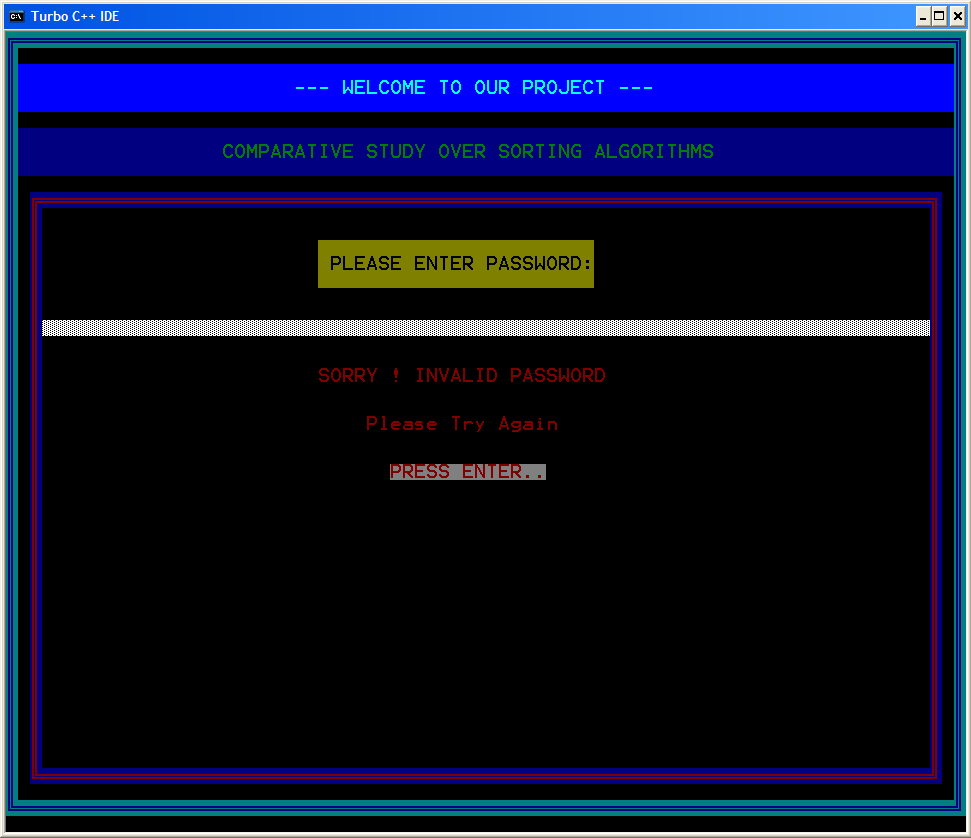 Turbo C++ IDE
--- WELCOME TO OUR PROJECT ---
COMPARATIVE STUDY OVER SORTING ALGORITHMS
PLEASE ENTER PASSWORD:
SORRY ! INVALID PASSWORD
Please Try Again
PRESS ENTER..